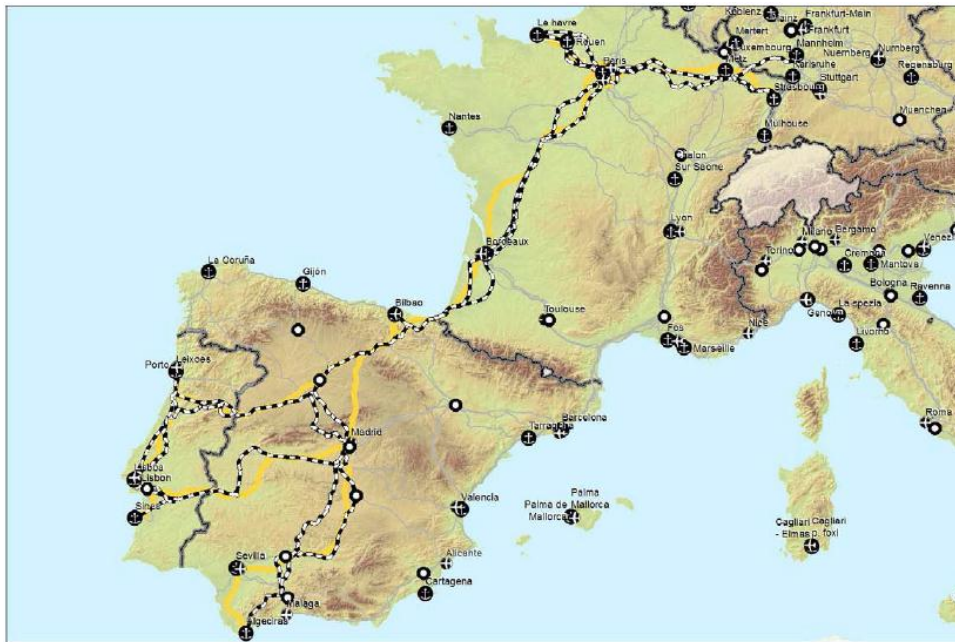 Koblenz
Mainz
Frankfurt-Main
Frankfurt
Le havre
Rouen
Mertert
Luxembourg
Mannheim
Nuernberg
Nurnberg
Paris
Metz
Karlsruhe
Stuttgart
Regensburg
Strasbourg
Nantes
Mulhouse
Muenchen
Chalon
Sur Saone
Lyon
Bordeaux
Milano
Bergamo
Venezi
Torino
Cremona
Mantova
La Coruña
Gijón
Bologna
Ravenna
Bilbao
Toulouse
Genova
La spezia
Nice
Livorno
Fos
Marseille
Leixoes
Porto
Roma
Barcelona
Tarragona
Madrid
Lisboa
Lisbon
Sines
Valencia
Palma de
Mallorca
Palma
Mallorca
Cagliari
- Elmas
Cagliari
p. foxi
Sevilla
Alicante
Cartagena
Malaga
Algeciras